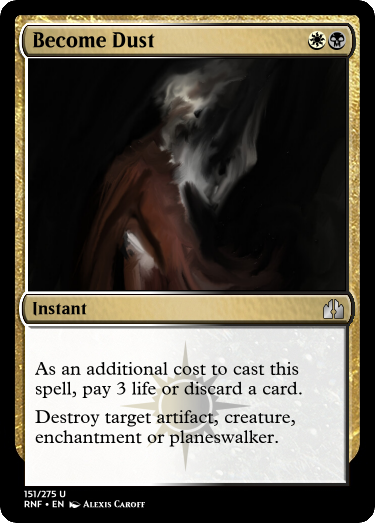 Become Dust
Instant
As an additional cost to cast this
spell, pay 3 life or discard a card.
Destroy target artifact, creature,
enchantment or planeswalker.
151/275 U
RNF • EN Alexis Caroff